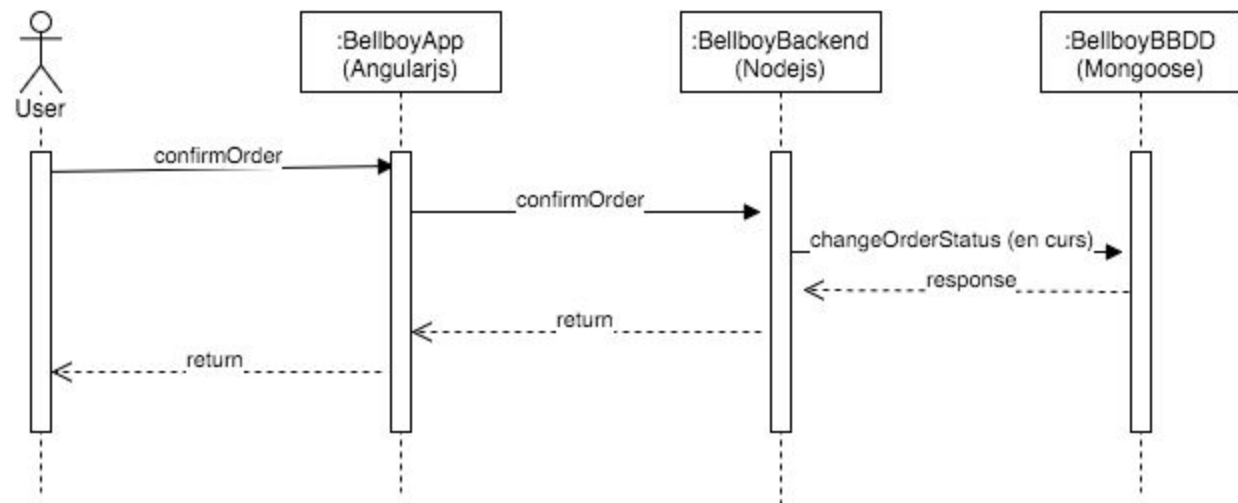 :BellboyApp
(Angularjs)
:BellboyBackend
(Nodejs)
:BellboyBBDD
(Mongoose)
User
confirmOrder
confirmOrder
changeOrderStatus (en curs)
response
return
return